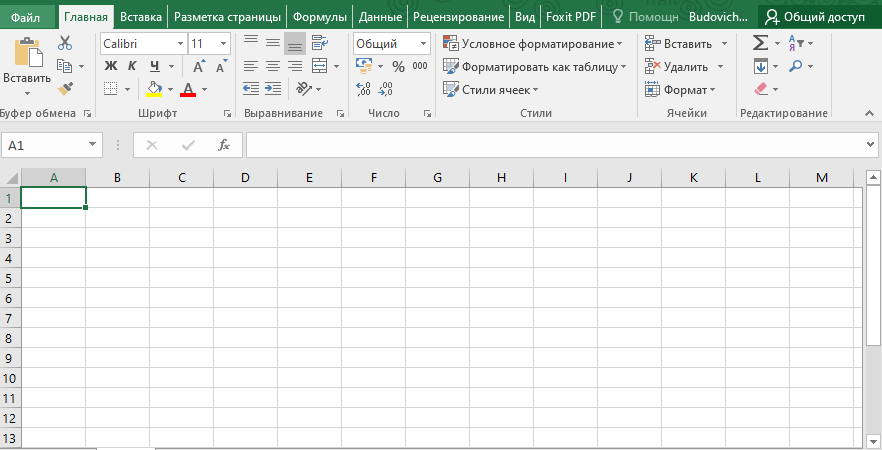 Файл Главная Вставка Разметка страницы Формулы Данные Рецензирование Вид Foxit PDF Помощн Budovich... Общий доступ
Calibri 11 Общий Условное форматирование Вставить Σ А Я
Вставить Ж К Ч А А % 000 Форматировать как таблицу Удалить
А ,0 ,00 ,00 ,0 Стили ячеек Формат
Буфер обмена Шрифт Выравнивание Число Стили Ячейки Редактирование
A1 fx
A B C D E F G H I J K L M
1
2
3
4
5
6
7
8
9
10
11
12
13